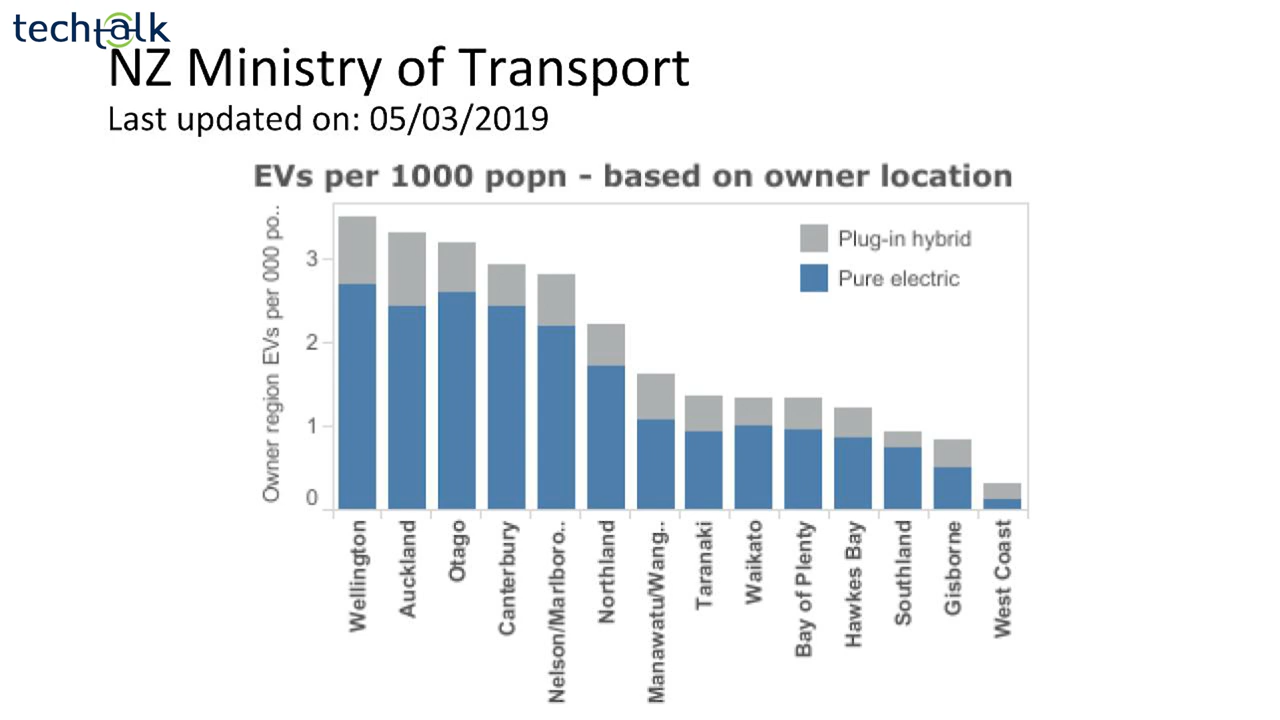 techtalk
NZ Ministry of Transport
Last updated on: 05/03/2019
EVs per 1000 popn - based on owner location
Owner region EVs per 000 po..
3
2
1
0
Plug-in hybrid
Pure electric
Wellington
Auckland
Otago
Canterbury
Nelson/Marlboro..
Northland
Manawatu/Wang..
Taranaki
Waikato
Bay of Plenty
Hawkes Bay
Southland
Gisborne
West Coast